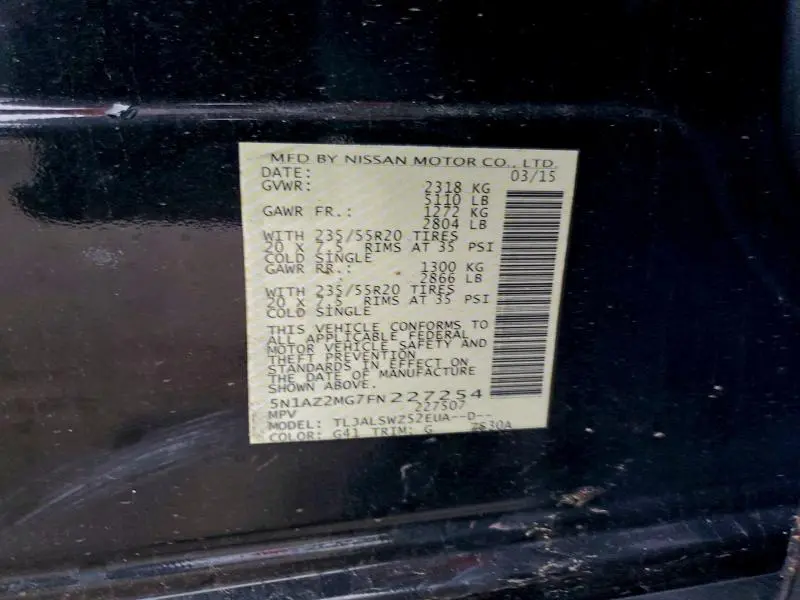 MFD BY NISSAN MOTOR CO., LTD.
DATE: 03/15
GVWR: 2318 KG
5110 LB
GAWR FR.: 1272 KG
2804 LB
WITH 235/55R20 TIRES
20 X 7.5 RIMS AT 35 PSI
COLD SINGLE
GAWR RR.: 1300 KG
2866 LB
WITH 235/55R20 TIRES
20 X 7.5 RIMS AT 35 PSI
COLD SINGLE
THIS VEHICLE CONFORMS TO
ALL APPLICABLE FEDERAL
MOTOR VEHICLE SAFETY AND
THEFT PREVENTION
STANDARDS IN EFFECT ON
THE DATE OF MANUFACTURE
SHOWN ABOVE.
5N1AZ2MG7FN227254
MPV 227507
MODEL: TLJALSWZ52EUA--D--
COLOR: G41 TRIM: G ZS30A